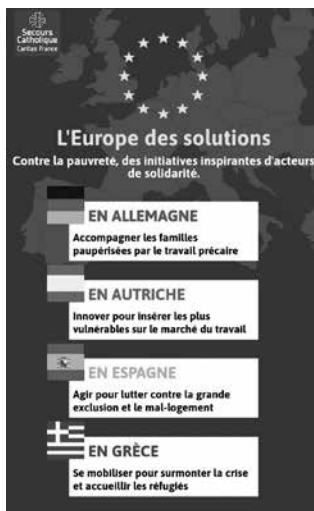 Secours
Catholique
Caritas France
L'Europe des solutions
Contre la pauvreté, des initiatives inspirantes d'acteurs
de solidarité.
EN ALLEMAGNE
Accompagner les familles
paupérisées par le travail précaire
EN AUTRICHE
Innover pour insérer les plus
vulnérables sur le marché du travail
EN ESPAGNE
Agir pour lutter contre la grande
exclusion et le mal-logement
EN GRÈCE
Se mobiliser pour surmonter la crise
et accueillir les réfugiés